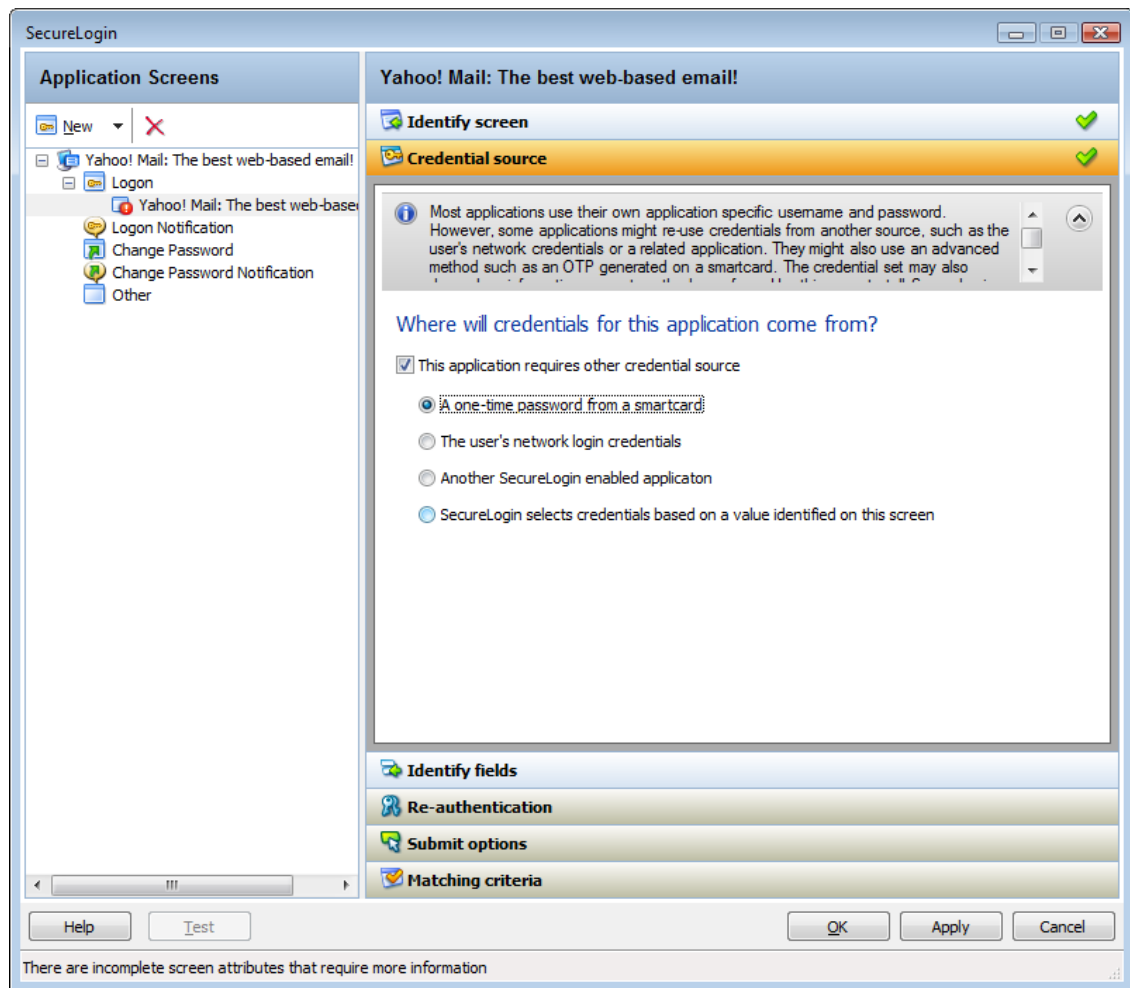 SecureLogin
Application Screens
New
Yahoo! Mail: The best web-based email!
Logon
Yahoo! Mail: The best web-base
Logon Notification
Change Password
Change Password Notification
Other
Yahoo! Mail: The best web-based email!
Identify screen
Credential source
Most applications use their own application specific username and password.
However, some applications might re-use credentials from another source, such as the
user's network credentials or a related application. They might also use an advanced
method such as an OTP generated on a smartcard. The credential set may also
Where will credentials for this application come from?
This application requires other credential source
A one-time password from a smartcard
The user's network login credentials
Another SecureLogin enabled applicaton
SecureLogin selects credentials based on a value identified on this screen
Identify fields
Re-authentication
Submit options
Matching criteria
Help
Test
OK
Apply
Cancel
There are incomplete screen attributes that require more information